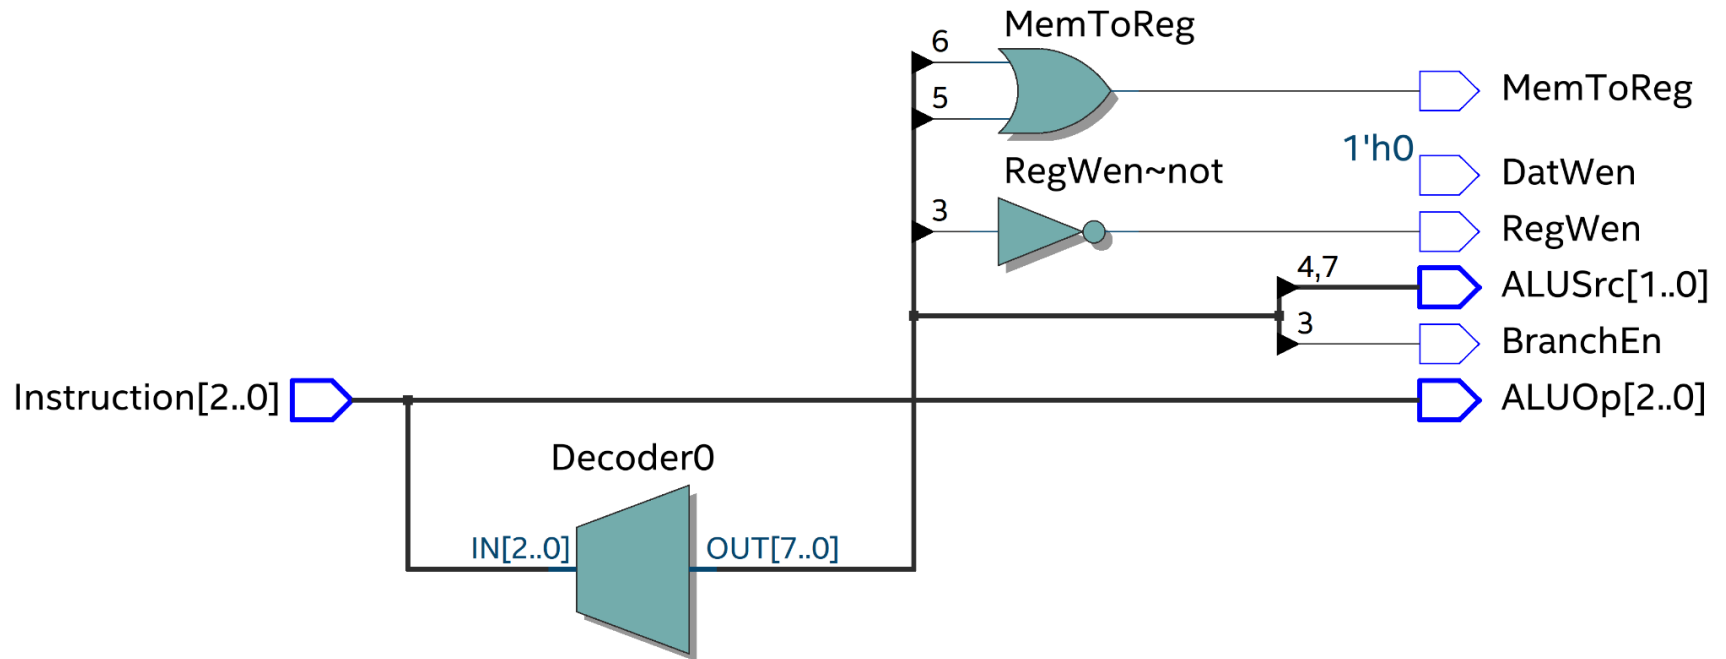 MemToReg
6
5
MemToReg
1'h0
DatWen
RegWen~not
3
RegWen
4,7
ALUSrc[1..0]
3
BranchEn
Instruction[2..0]
ALUOp[2..0]
Decoder0
IN[2..0]
OUT[7..0]